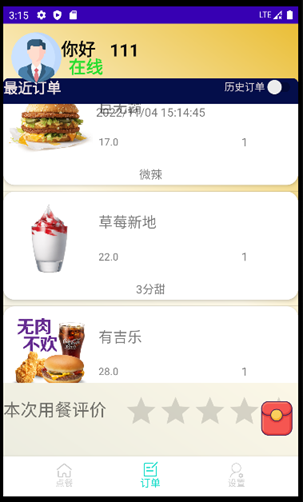 3:15
LTE
你好 111
在线
最近订单
历史订单
2022/11/04 15:14:45
17.0
1
微辣
草莓新地
22.0
1
3分甜
无肉
不欢
有吉乐
28.0
1
本次用餐评价
点餐
订单
设置